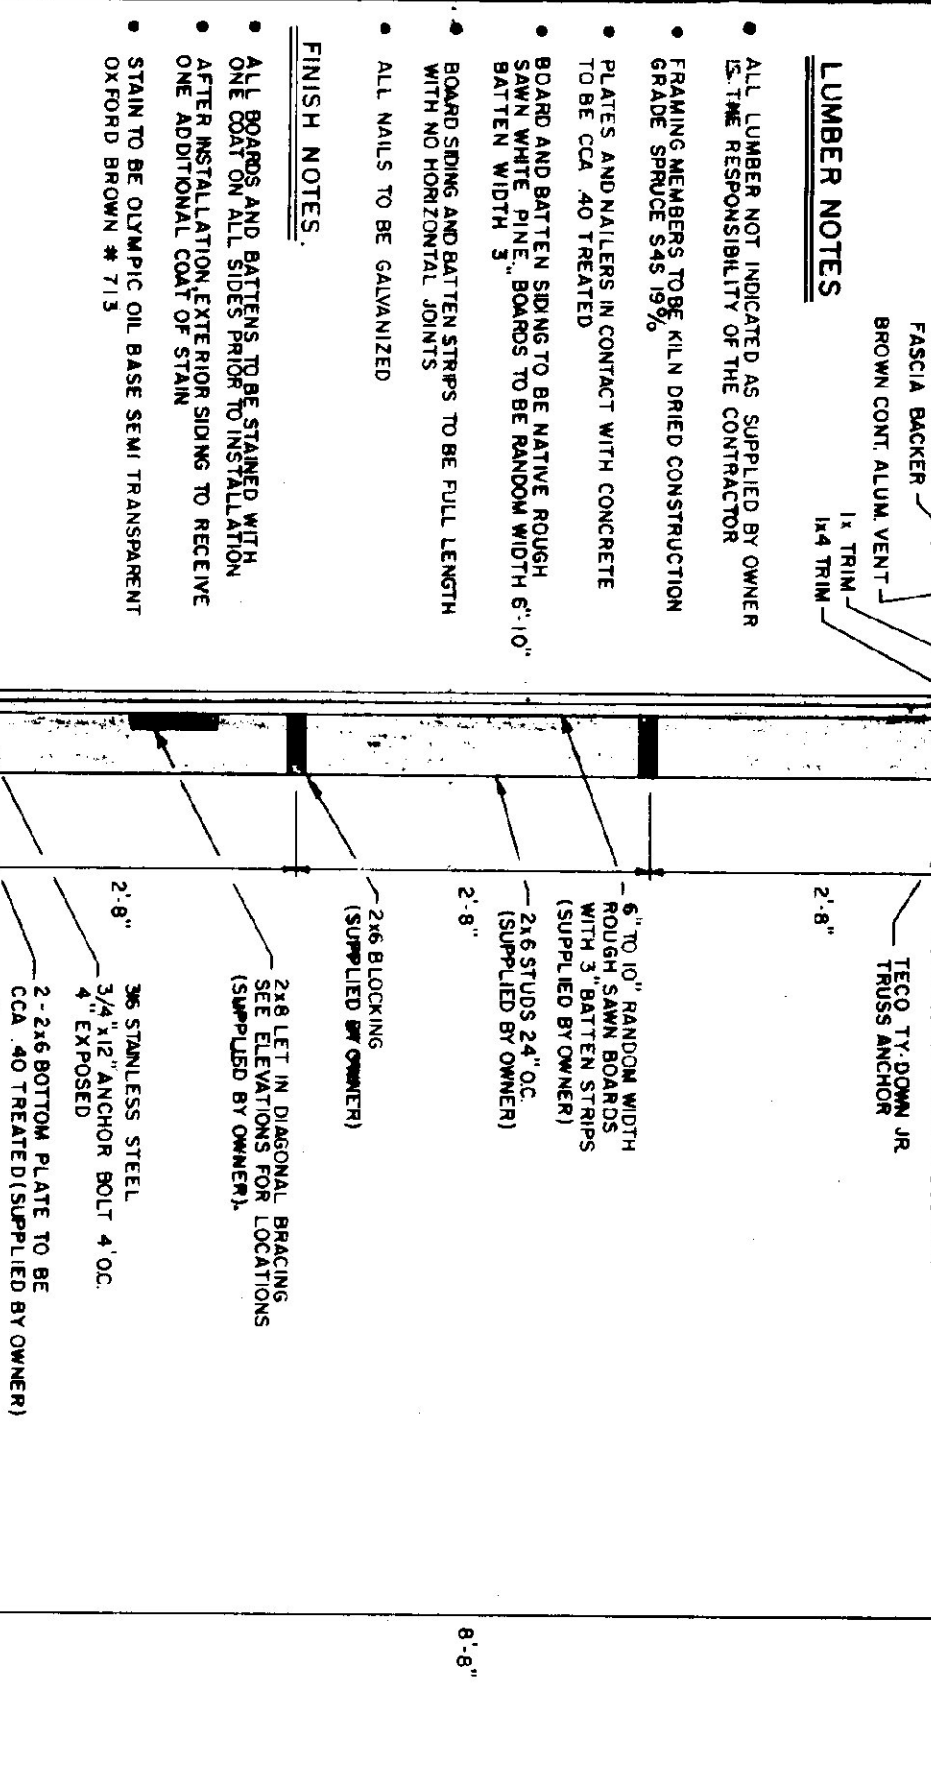 FASCIA BACKER
BROWN CONT. ALUM. VENT
1x TRIM
1x4 TRIM
LUMBER NOTES
• ALL LUMBER NOT INDICATED AS SUPPLIED BY OWNER
IS THE RESPONSIBILITY OF THE CONTRACTOR
• FRAMING MEMBERS TO BE KILN DRIED CONSTRUCTION
GRADE SPRUCE S4S 19%
• PLATES AND NAILERS IN CONTACT WITH CONCRETE
TO BE CCA .40 TREATED
• BOARD AND BATTEN SIDING TO BE NATIVE ROUGH
SAWN WHITE PINE. BOARDS TO BE RANDOM WIDTH 6"-10"
BATTEN WIDTH 3"
• BOARD SIDING AND BATTEN STRIPS TO BE FULL LENGTH
WITH NO HORIZONTAL JOINTS
• ALL NAILS TO BE GALVANIZED
FINISH NOTES.
• ALL BOARDS AND BATTENS TO BE STAINED WITH
ONE COAT ON ALL SIDES PRIOR TO INSTALLATION
• AFTER INSTALLATION, EXTERIOR SIDING TO RECEIVE
ONE ADDITIONAL COAT OF STAIN
• STAIN TO BE OLYMPIC OIL BASE SEMI TRANSPARENT
OXFORD BROWN # 713
TECO TY-DOWN JR
TRUSS ANCHOR
2'-8"
6" TO 10" RANDOM WIDTH
ROUGH SAWN BOARDS
WITH 3" BATTEN STRIPS
(SUPPLIED BY OWNER)
2x6 STUDS 24" O.C.
(SUPPLIED BY OWNER)
2'-8"
2x6 BLOCKING
(SUPPLIED BY OWNER)
2x8 LET IN DIAGONAL BRACING
SEE ELEVATIONS FOR LOCATIONS
(SUPPLIED BY OWNER).
2'-8"
316 STAINLESS STEEL
3/4"x12" ANCHOR BOLT 4' O.C.
4" EXPOSED
2-2x6 BOTTOM PLATE TO BE
CCA .40 TREATED (SUPPLIED BY OWNER)
8'-8"